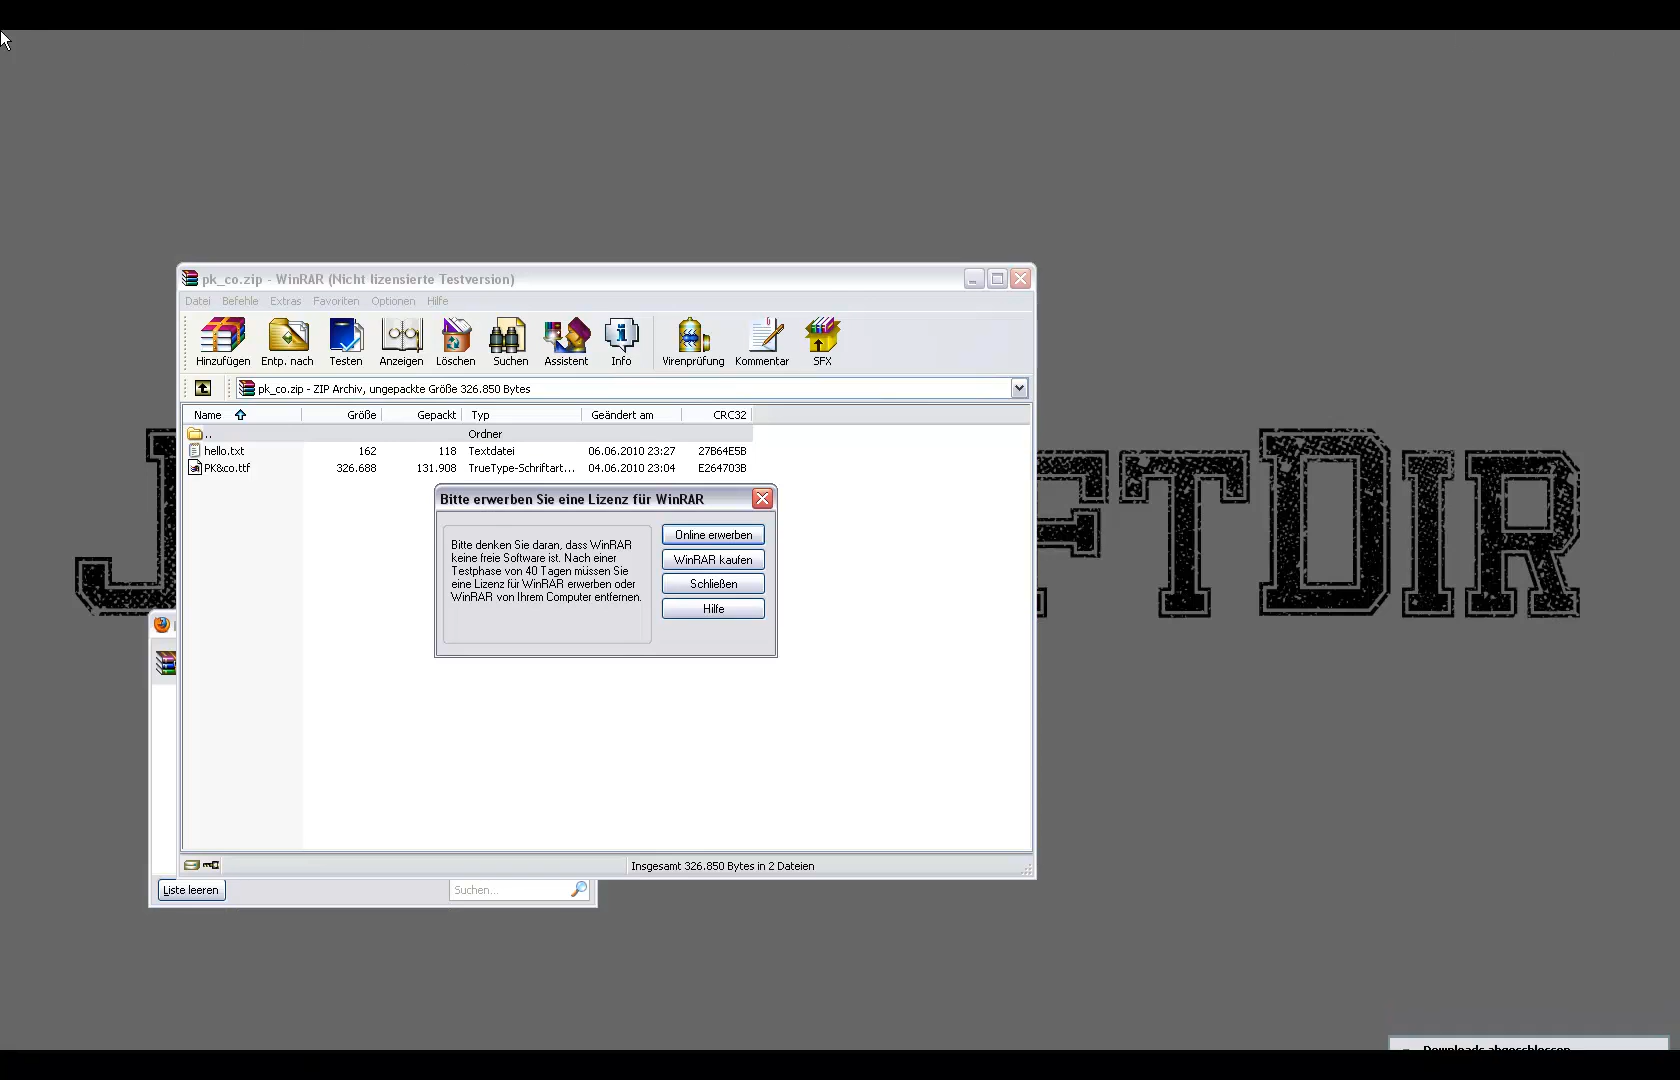 pk_co.zip - WinRAR (Nicht lizensierte Testversion)
Datei Befehle Extras Favoriten Optionen Hilfe
Hinzufügen Entp. nach Testen Anzeigen Löschen Suchen Assistent Info Virenprüfung Kommentar SFX
pk_co.zip - ZIP Archiv, ungepackte Größe 326.850 Bytes
Name Größe Gepackt Typ Geändert am CRC32
.. Ordner
hello.txt 162 118 Textdatei 06.06.2010 23:27 27B64E5B
PK&co.ttf 326.688 131.908 TrueType-Schriftart... 04.06.2010 23:04 E264703B
Bitte erwerben Sie eine Lizenz für WinRAR
Bitte denken Sie daran, dass WinRAR
keine freie Software ist. Nach einer
Testphase von 40 Tagen müssen Sie
eine Lizenz für WinRAR erwerben oder
WinRAR von Ihrem Computer entfernen.
Online erwerben
WinRAR kaufen
Schließen
Hilfe
FTDIR
Insgesamt 326.850 Bytes in 2 Dateien
Liste leeren
Suchen...
Downloads abgeschlossen